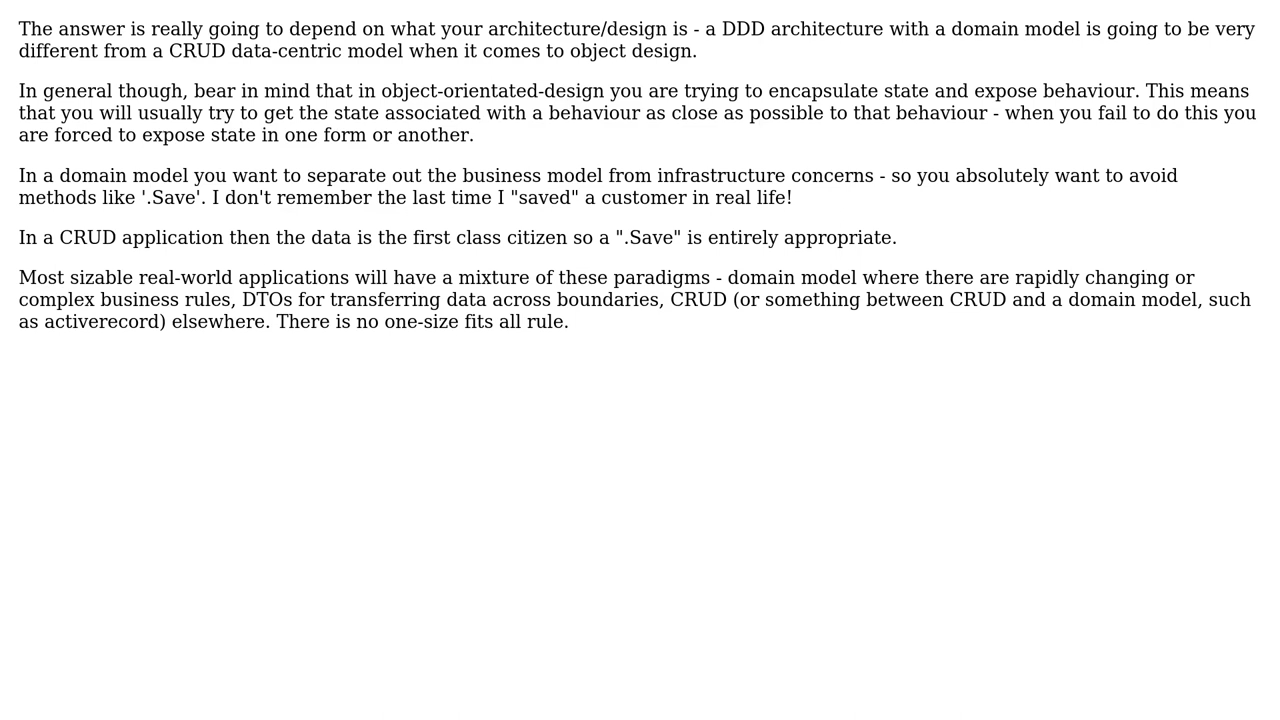 The answer is really going to depend on what your architecture/design is - a DDD architecture with a domain model is going to be very
different from a CRUD data-centric model when it comes to object design.
In general though, bear in mind that in object-orientated-design you are trying to encapsulate state and expose behaviour. This means
that you will usually try to get the state associated with a behaviour as close as possible to that behaviour - when you fail to do this you
are forced to expose state in one form or another.
In a domain model you want to separate out the business model from infrastructure concerns - so you absolutely want to avoid
methods like '.Save'. I don't remember the last time I "saved" a customer in real life!
In a CRUD application then the data is the first class citizen so a ".Save" is entirely appropriate.
Most sizable real-world applications will have a mixture of these paradigms - domain model where there are rapidly changing or
complex business rules, DTOs for transferring data across boundaries, CRUD (or something between CRUD and a domain model, such
as activerecord) elsewhere. There is no one-size fits all rule.